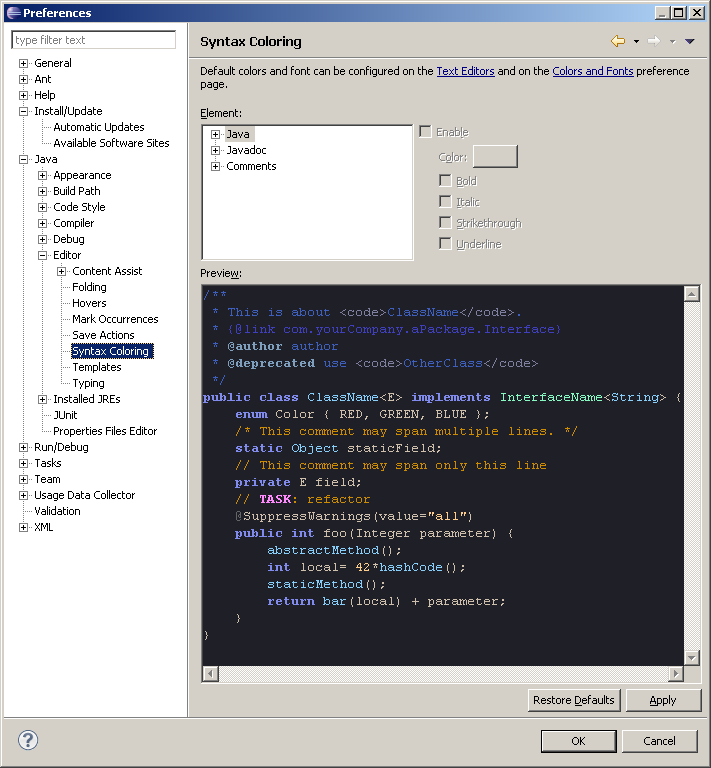 Preferences
type filter text
General
Ant
Help
Install/Update
Automatic Updates
Available Software Sites
Java
Appearance
Build Path
Code Style
Compiler
Debug
Editor
Content Assist
Folding
Hovers
Mark Occurrences
Save Actions
Syntax Coloring
Templates
Typing
Installed JREs
JUnit
Properties Files Editor
Run/Debug
Tasks
Team
Usage Data Collector
Validation
XML
Syntax Coloring
Default colors and font can be configured on the Text Editors and on the Colors and Fonts preference
page.
Element:
Java
Javadoc
Comments
Enable
Color:
Bold
Italic
Strikethrough
Underline
Preview:
/**
 * This is about <code>ClassName</code>.
 * {@link com.yourCompany.aPackage.Interface}
 * @author author
 * @deprecated use <code>OtherClass</code>
 */
public class ClassName<E> implements InterfaceName<String> {
    enum Color { RED, GREEN, BLUE };
    /* This comment may span multiple lines. */
    static Object staticField;
    // This comment may span only this line
    private E field;
    // TASK: refactor
    @SuppressWarnings(value="all")
    public int foo(Integer parameter) {
        abstractMethod();
        int local= 42*hashCode();
        staticMethod();
        return bar(local) + parameter;
    }
}
Restore Defaults
Apply
?
OK
Cancel